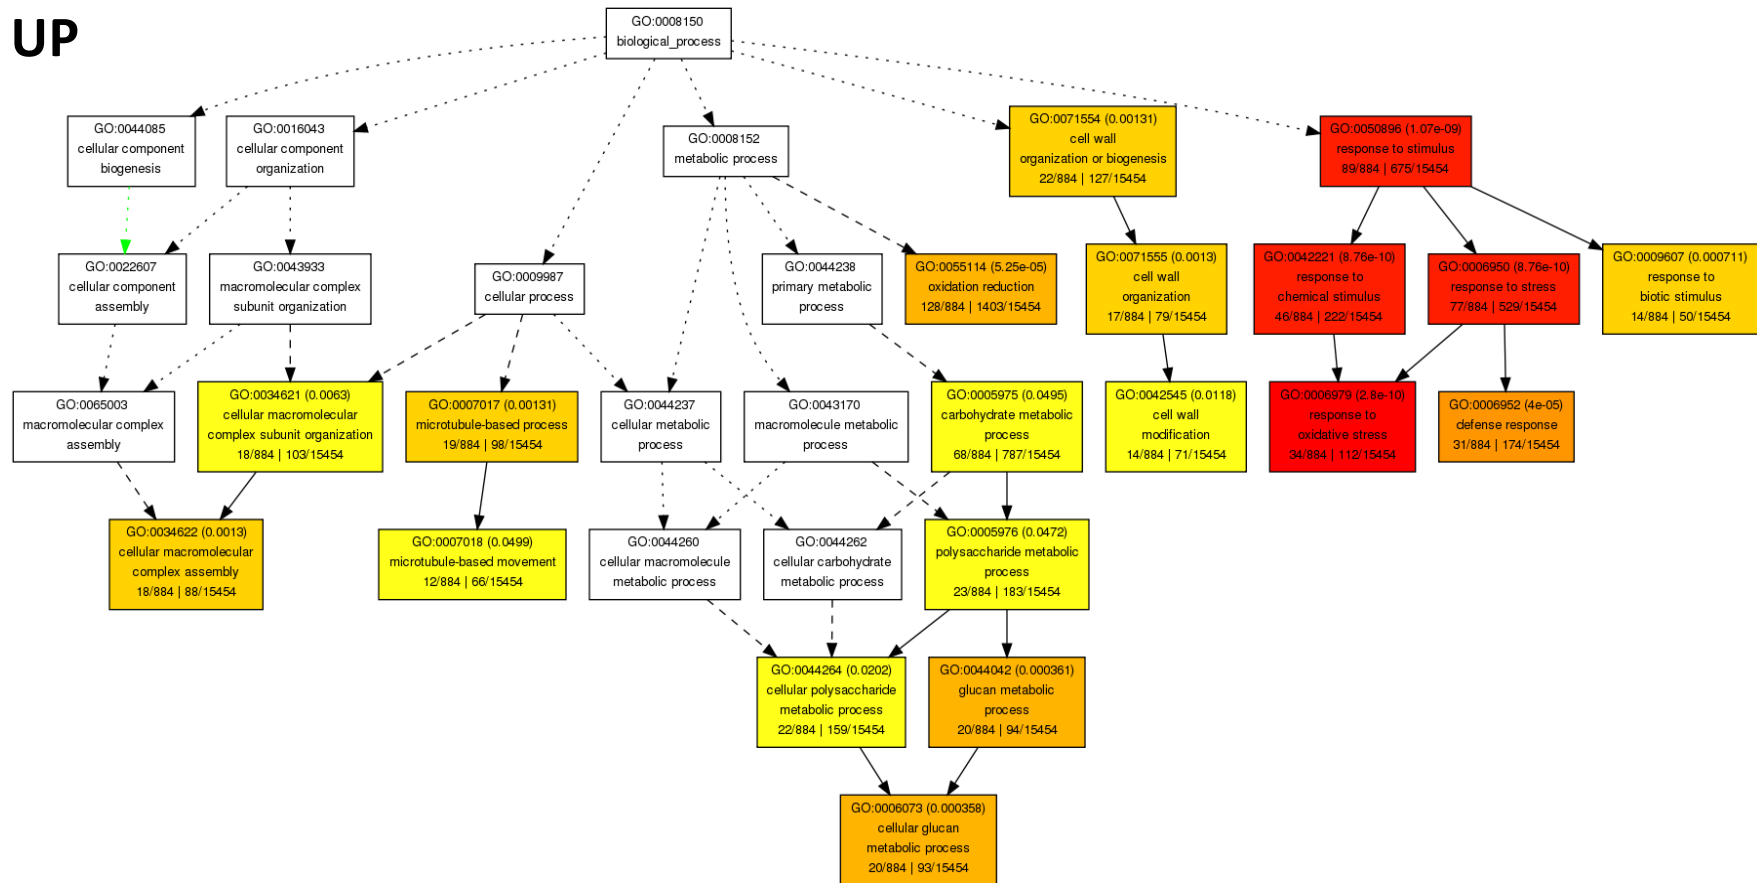 UP
GO:0008150
biological_process
GO:0044085
cellular component
biogenesis
GO:0016043
cellular component
organization
GO:0008152
metabolic process
GO:0071554 (0.00131)
cell wall
organization or biogenesis
22/884 | 127/15454
GO:0050896 (1.07e-09)
response to stimulus
89/884 | 675/15454
GO:0022607
cellular component
assembly
GO:0043933
macromolecular complex
subunit organization
GO:0009987
cellular process
GO:0044238
primary metabolic
process
GO:0055114 (5.25e-05)
oxidation reduction
128/884 | 1403/15454
GO:0071555 (0.0013)
cell wall
organization
17/884 | 79/15454
GO:0042221 (8.76e-10)
response to
chemical stimulus
46/884 | 222/15454
GO:0006950 (8.76e-10)
response to stress
77/884 | 529/15454
GO:0009607 (0.000711)
response to
biotic stimulus
14/884 | 50/15454
GO:0065003
macromolecular complex
assembly
GO:0034621 (0.0063)
cellular macromolecular
complex subunit organization
18/884 | 103/15454
GO:0007017 (0.00131)
microtubule-based process
19/884 | 98/15454
GO:0044237
cellular metabolic
process
GO:0043170
macromolecule metabolic
process
GO:0005975 (0.0495)
carbohydrate metabolic
process
68/884 | 787/15454
GO:0042545 (0.0118)
cell wall
modification
14/884 | 71/15454
GO:0006979 (2.8e-10)
response to
oxidative stress
34/884 | 112/15454
GO:0006952 (4e-05)
defense response
31/884 | 174/15454
GO:0034622 (0.0013)
cellular macromolecular
complex assembly
18/884 | 88/15454
GO:0007018 (0.0499)
microtubule-based movement
12/884 | 66/15454
GO:0044260
cellular macromolecule
metabolic process
GO:0044262
cellular carbohydrate
metabolic process
GO:0005976 (0.0472)
polysaccharide metabolic
process
23/884 | 183/15454
GO:0044264 (0.0202)
cellular polysaccharide
metabolic process
22/884 | 159/15454
GO:0044042 (0.000361)
glucan metabolic
process
20/884 | 94/15454
GO:0006073 (0.000358)
cellular glucan
metabolic process
20/884 | 93/15454